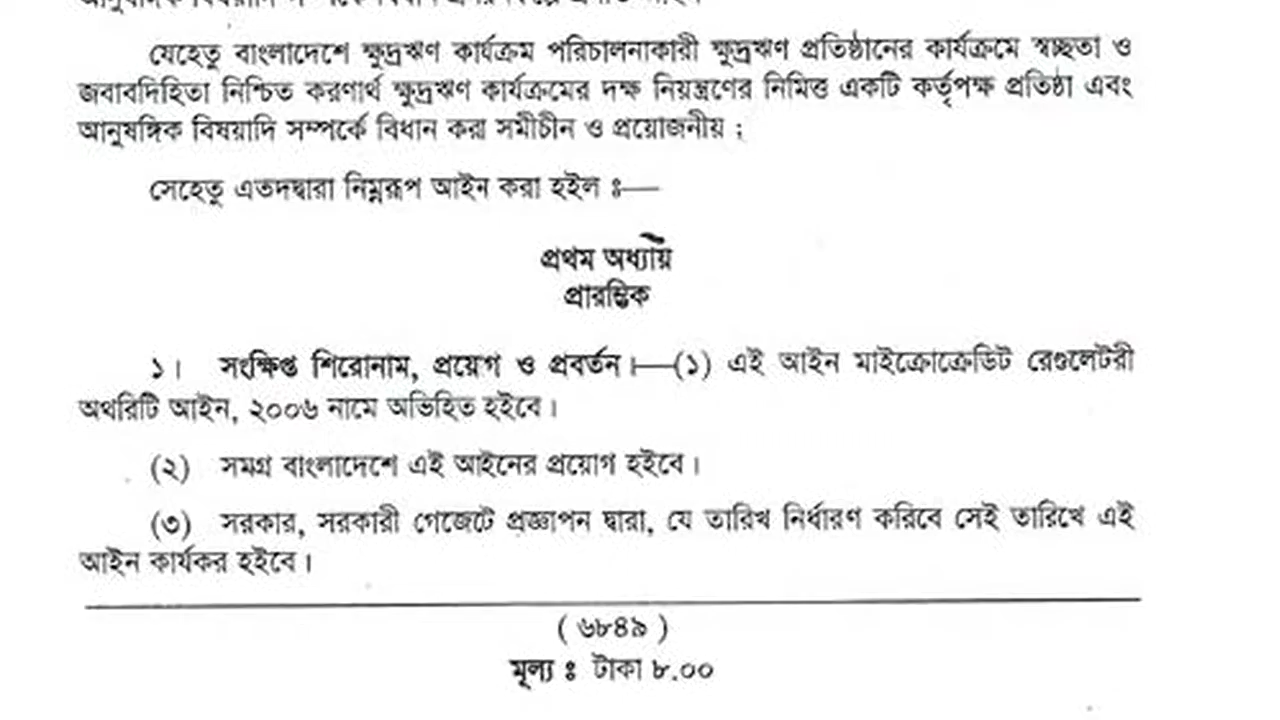 যেহেতু বাংলাদেশে ক্ষুদ্রঋণ কার্যক্রম পরিচালনাকারী ক্ষুদ্রঋণ প্রতিষ্ঠানের কার্যক্রমে স্বচ্ছতা ও
জবাবদিহিতা নিশ্চিত করণার্থ ক্ষুদ্রঋণ কার্যক্রমের দক্ষ নিয়ন্ত্রণের নিমিত্ত একটি কর্তৃপক্ষ প্রতিষ্ঠা এবং
আনুষঙ্গিক বিষয়াদি সম্পর্কে বিধান করা সমীচীন ও প্রয়োজনীয় ;
সেহেতু এতদদ্বারা নিম্নরূপ আইন করা হইল ঃ—
প্রথম অধ্যায়
প্রারম্ভিক
১। সংক্ষিপ্ত শিরোনাম, প্রয়োগ ও প্রবর্তন।—(১) এই আইন মাইক্রোক্রেডিট রেগুলেটরী
অথরিটি আইন, ২০০৬ নামে অভিহিত হইবে।
(২) সমগ্র বাংলাদেশে এই আইনের প্রয়োগ হইবে।
(৩) সরকার, সরকারী গেজেটে প্রজ্ঞাপন দ্বারা, যে তারিখ নির্ধারণ করিবে সেই তারিখে এই
আইন কার্যকর হইবে।
( ৬৮৪৯ )
মূল্য ঃ টাকা ৮.০০